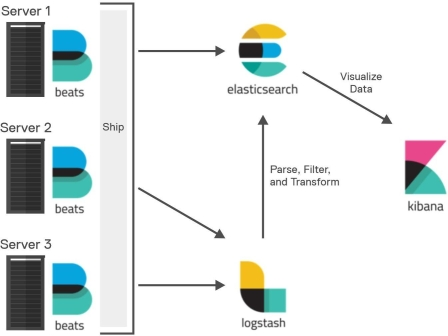 Server 1
beats
Server 2
beats
Server 3
beats
Ship
elasticsearch
Visualize
Data
Parse, Filter,
and Transform
kibana
logstash